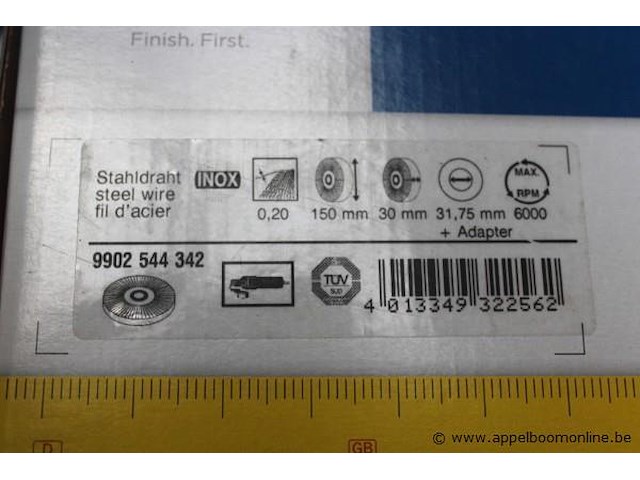 Finish. First.
Stahldraht
steel wire
fil d'acier
INOX
0,20
150 mm
30 mm
31,75 mm
+ Adapter
MAX.
RPM
6000
9902 544 342
TÜV
SÜD
4 013349 322562
D
GB
© www.appelboomonline.be